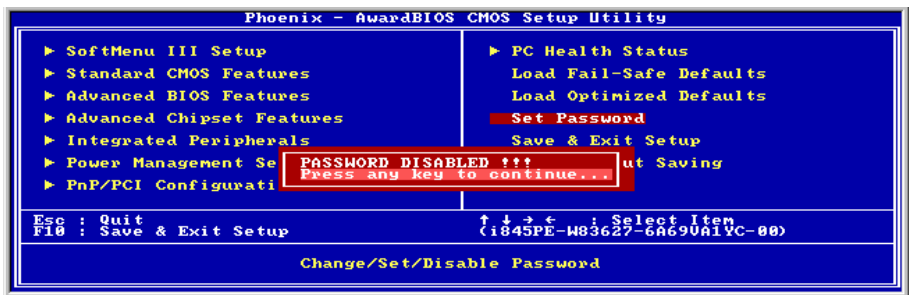 Phoenix - AwardBIOS CMOS Setup Utility
► SoftMenu III Setup
► Standard CMOS Features
► Advanced BIOS Features
► Advanced Chipset Features
► Integrated Peripherals
► Power Management Se
► PnP/PCI Configurati
► PC Health Status
Load Fail-Safe Defaults
Load Optimized Defaults
Set Password
Save & Exit Setup
ut Saving
PASSWORD DISABLED !!!
Press any key to continue...
Esc : Quit
F10 : Save & Exit Setup
↑ ↓ → ← : Select Item
(i845PE-W83627-6A69VA1YC-00)
Change/Set/Disable Password